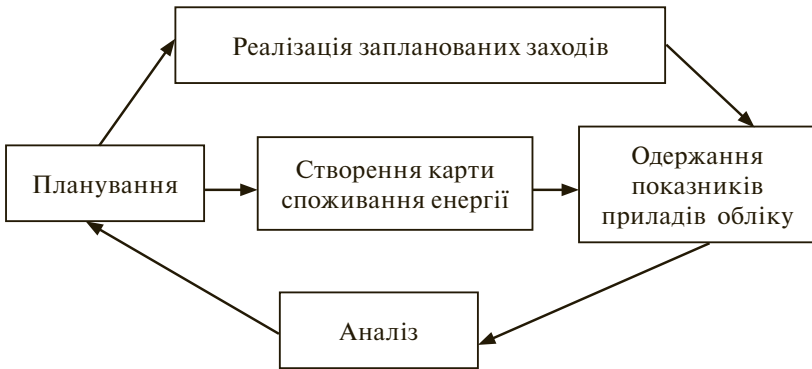 Реалізація запланованих заходів
Планування
Створення карти
споживання енергії
Одержання
показників
приладів обліку
Аналіз